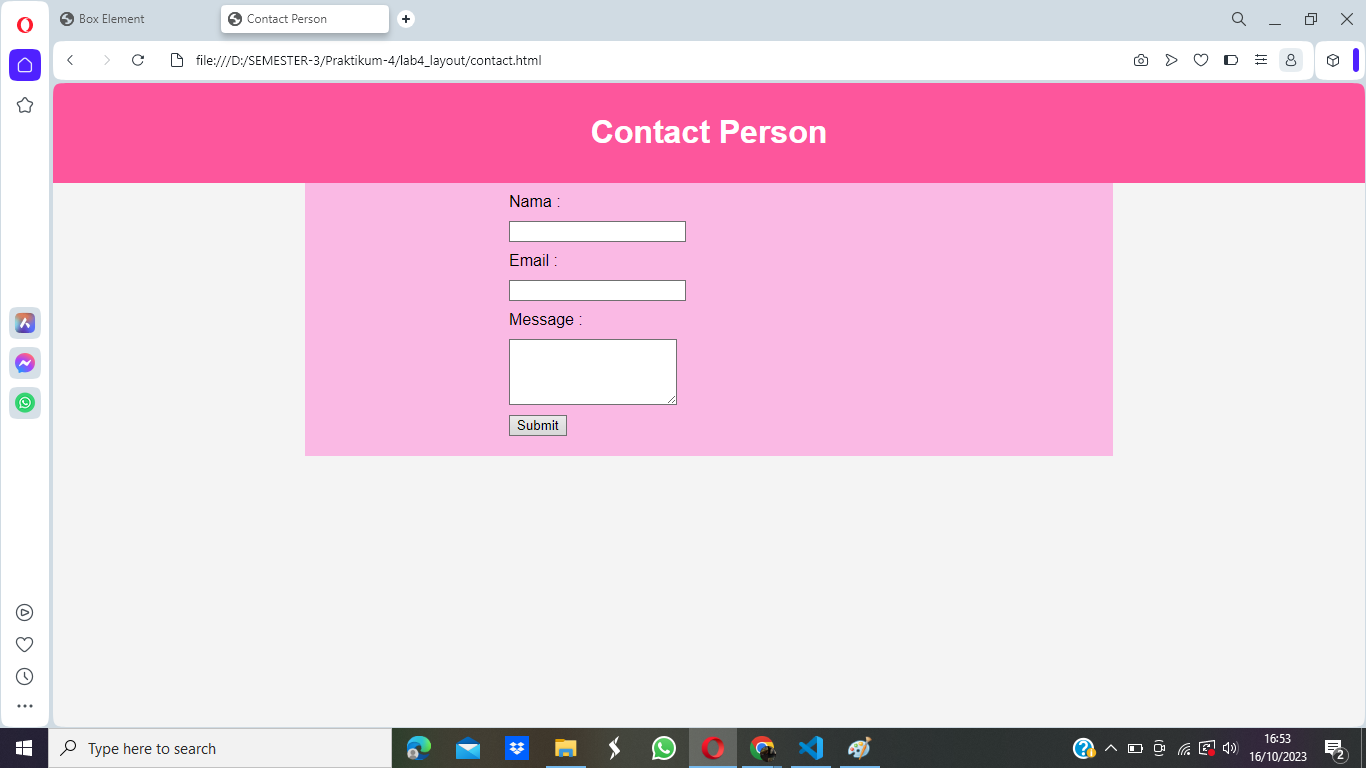 Box Element
Contact Person
file:///D:/SEMESTER-3/Praktikum-4/lab4_layout/contact.html
Contact Person
Nama :
Email :
Message :
Submit
Type here to search
16:53
16/10/2023
2